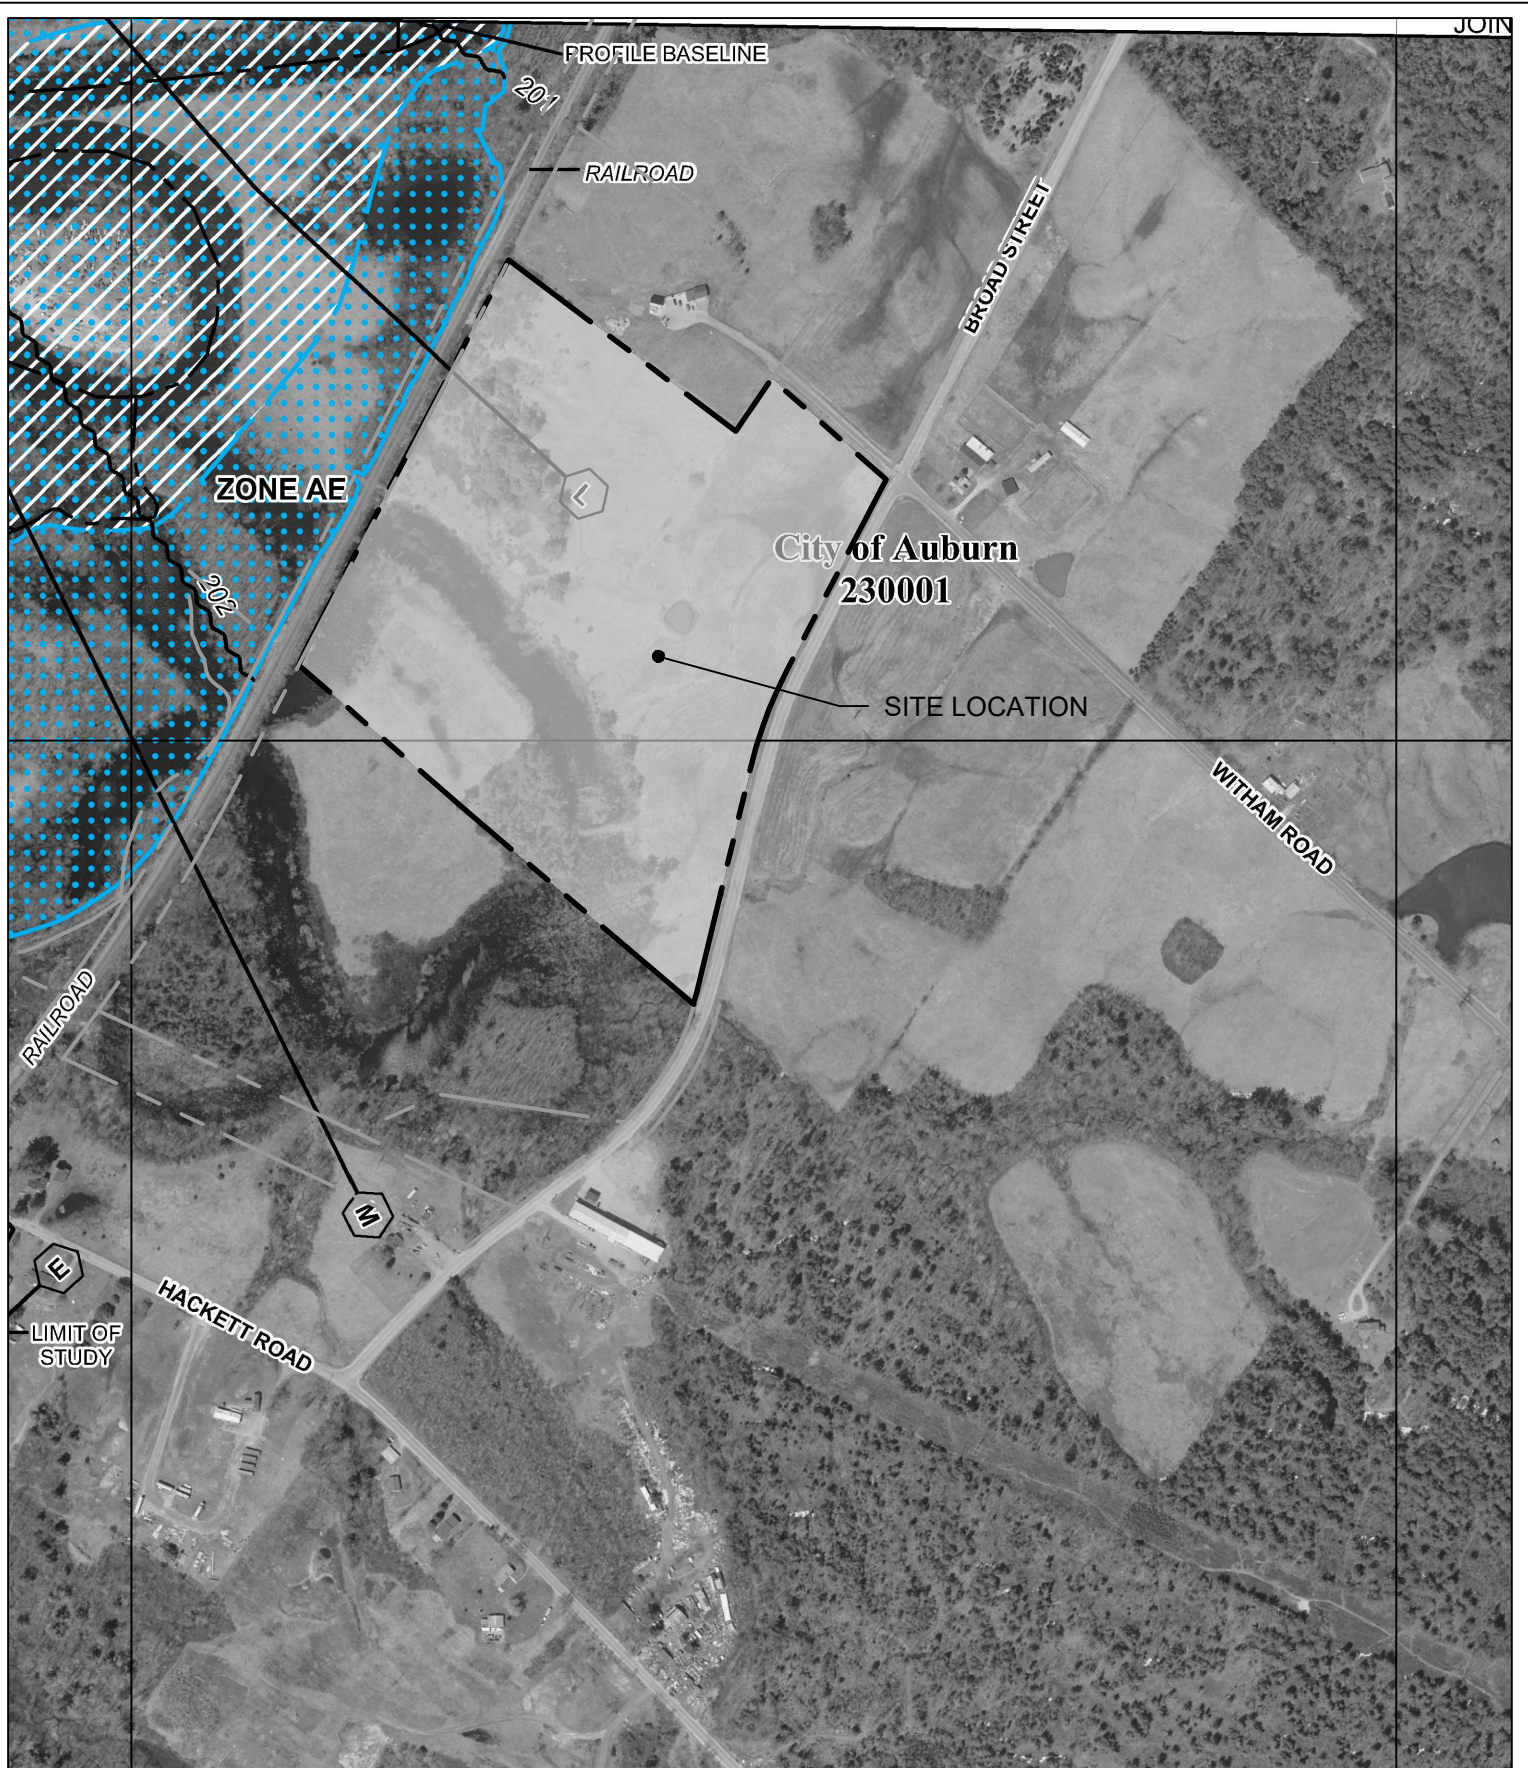 JOIN
PROFILE BASELINE
201
RAILROAD
BROAD STREET
ZONE AE
L
City of Auburn
230001
202
SITE LOCATION
WITHAM ROAD
RAILROAD
M
E
HACKETT ROAD
LIMIT OF
STUDY